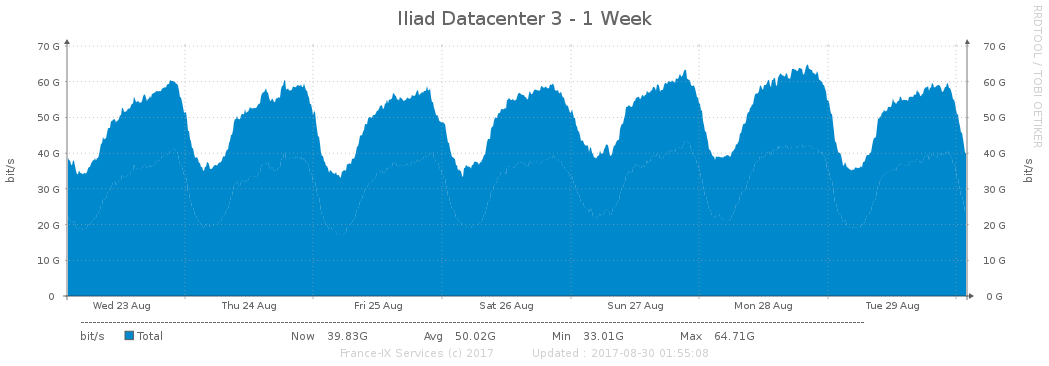 Iliad Datacenter 3 - 1 Week
RRDTOOL / TOBI OETIKER
70 G 70 G
60 G 60 G
50 G 50 G
40 G 40 G
30 G 30 G
20 G 20 G
10 G 10 G
0 0 G
bit/s bit/s
Wed 23 Aug Thu 24 Aug Fri 25 Aug Sat 26 Aug Sun 27 Aug Mon 28 Aug Tue 29 Aug
bit/s Total Now 39.83G Avg 50.02G Min 33.01G Max 64.71G
France-IX Services (c) 2017 Updated : 2017-08-30 01:55:08